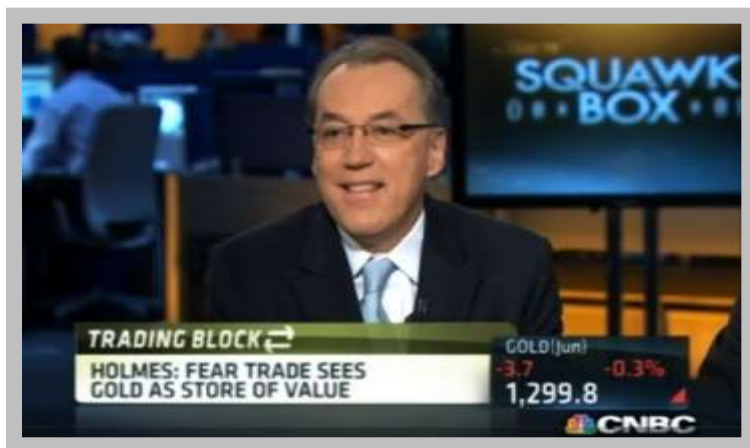 SQUAWK
BOX
TRADING BLOCK
HOLMES: FEAR TRADE SEES
GOLD AS STORE OF VALUE
GOLD(Jun)
-3.7 -0.3%
1,299.8
CNBC